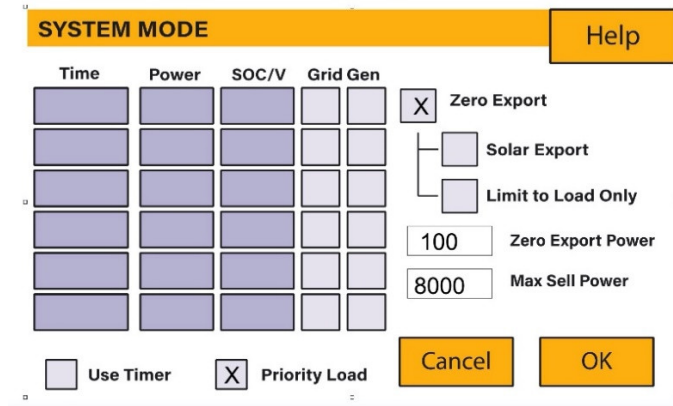 SYSTEM MODE
Help
Time Power SOC/V Grid Gen
X Zero Export
Solar Export
Limit to Load Only
100 Zero Export Power
8000 Max Sell Power
Use Timer X Priority Load
Cancel OK